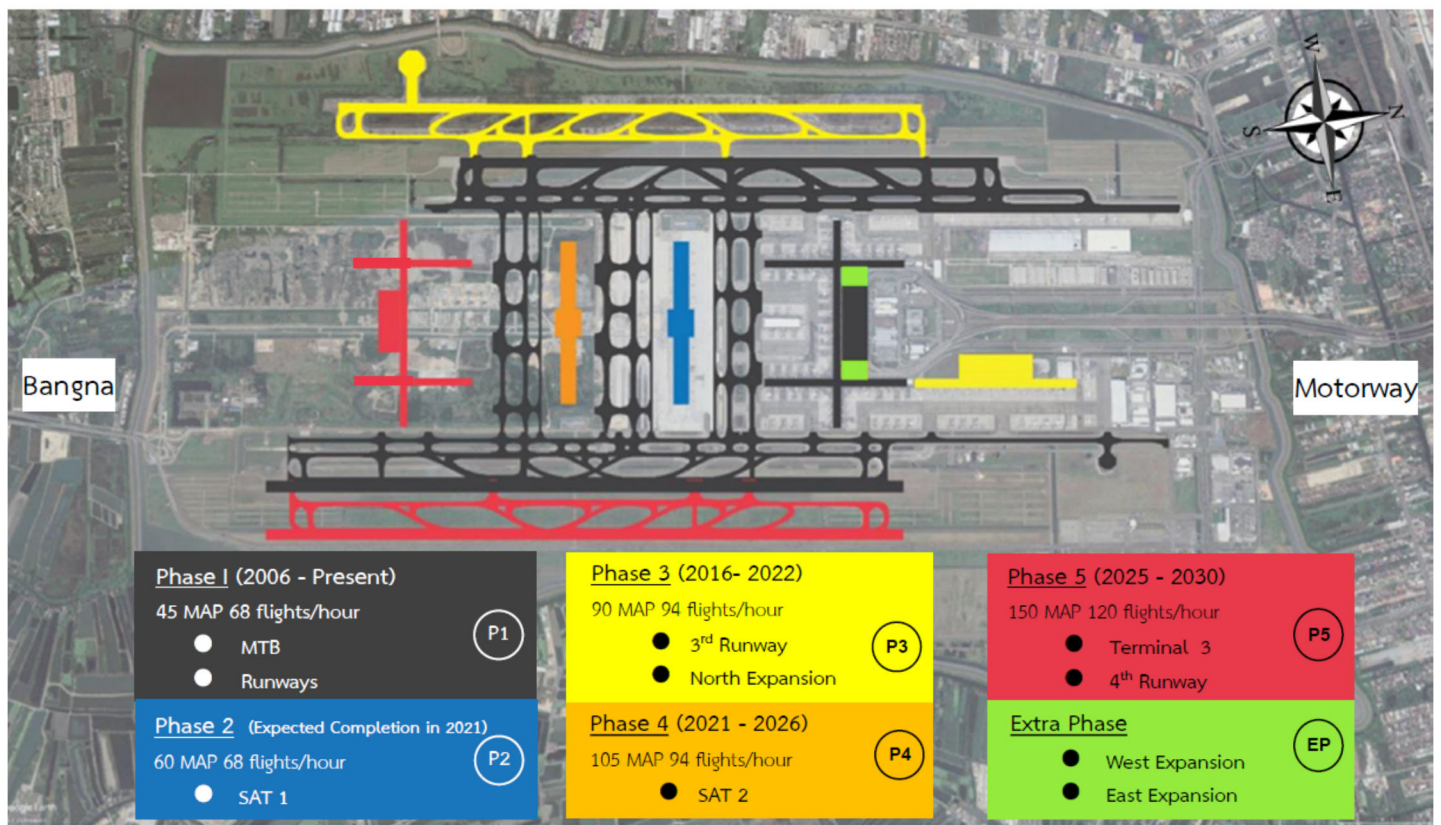 W
N
S
E
Bangna
Motorway
Phase I (2006 - Present)
45 MAP 68 flights/hour
MTB
Runways
P1
Phase 2 (Expected Completion in 2021)
60 MAP 68 flights/hour
SAT 1
P2
Phase 3 (2016- 2022)
90 MAP 94 flights/hour
3rd Runway
North Expansion
P3
Phase 4 (2021 - 2026)
105 MAP 94 flights/hour
SAT 2
P4
Phase 5 (2025 - 2030)
150 MAP 120 flights/hour
Terminal 3
4th Runway
P5
Extra Phase
West Expansion
East Expansion
EP